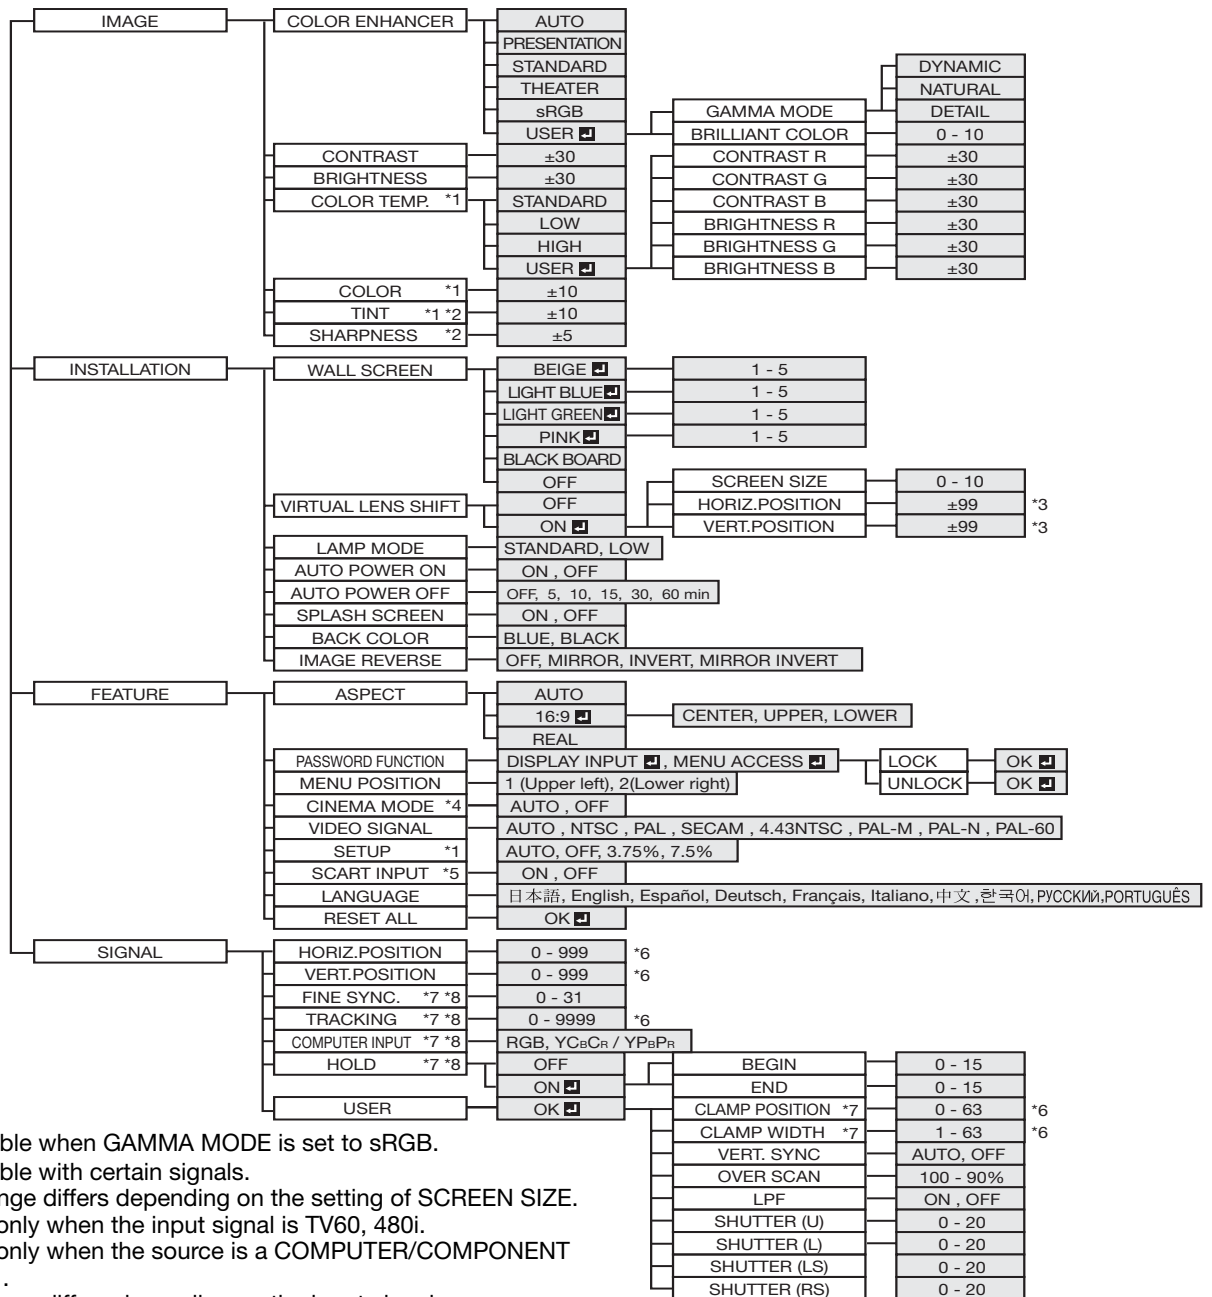 IMAGE COLOR ENHANCER AUTO
PRESENTATION
STANDARD DYNAMIC
THEATER NATURAL
sRGB GAMMA MODE DETAIL
USER BRILLIANT COLOR 0 - 10
CONTRAST ±30 CONTRAST R ±30
BRIGHTNESS ±30 CONTRAST G ±30
COLOR TEMP. *1 STANDARD CONTRAST B ±30
LOW BRIGHTNESS R ±30
HIGH BRIGHTNESS G ±30
USER BRIGHTNESS B ±30
COLOR *1 ±10
TINT *1 *2 ±10
SHARPNESS *2 ±5
INSTALLATION WALL SCREEN BEIGE 1 - 5
LIGHT BLUE 1 - 5
LIGHT GREEN 1 - 5
PINK 1 - 5
BLACK BOARD
OFF SCREEN SIZE 0 - 10
VIRTUAL LENS SHIFT OFF HORIZ.POSITION ±99 *3
ON VERT.POSITION ±99 *3
LAMP MODE STANDARD, LOW
AUTO POWER ON ON , OFF
AUTO POWER OFF OFF, 5, 10, 15, 30, 60 min
SPLASH SCREEN ON , OFF
BACK COLOR BLUE, BLACK
IMAGE REVERSE OFF, MIRROR, INVERT, MIRROR INVERT
FEATURE ASPECT AUTO
16:9 CENTER, UPPER, LOWER
REAL
PASSWORD FUNCTION DISPLAY INPUT , MENU ACCESS LOCK OK
MENU POSITION 1 (Upper left), 2(Lower right) UNLOCK OK
CINEMA MODE *4 AUTO , OFF
VIDEO SIGNAL AUTO , NTSC , PAL , SECAM , 4.43NTSC , PAL-M , PAL-N , PAL-60
SETUP *1 AUTO, OFF, 3.75%, 7.5%
SCART INPUT *5 ON , OFF
LANGUAGE 日本語, English, Español, Deutsch, Français, Italiano,中文 ,한국어, РУССКИЙ,PORTUGUÊS
RESET ALL OK
SIGNAL HORIZ.POSITION 0 - 999 *6
VERT.POSITION 0 - 999 *6
FINE SYNC. *7 *8 0 - 31
TRACKING *7 *8 0 - 9999 *6
COMPUTER INPUT *7 *8 RGB, YCBCR / YPBPR
HOLD *7 *8 OFF BEGIN 0 - 15
ON END 0 - 15
USER OK CLAMP POSITION *7 0 - 63 *6
CLAMP WIDTH *7 1 - 63 *6
VERT. SYNC AUTO, OFF
OVER SCAN 100 - 90%
LPF ON , OFF
SHUTTER (U) 0 - 20
SHUTTER (L) 0 - 20
SHUTTER (LS) 0 - 20
SHUTTER (RS) 0 - 20
ble when GAMMA MODE is set to sRGB.
ble with certain signals.
nge differs depending on the setting of SCREEN SIZE.
only when the input signal is TV60, 480i.
only when the source is a COMPUTER/COMPONENT
.